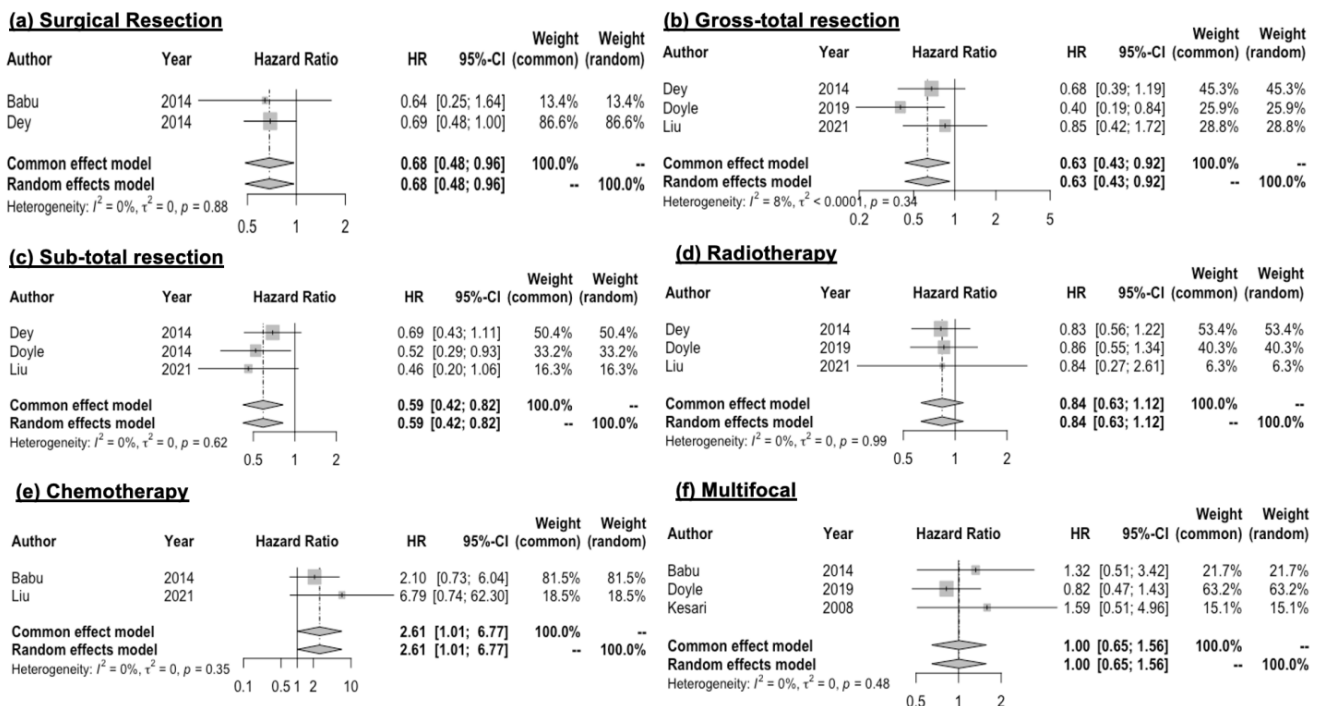 (a) Surgical Resection
Weight Weight
Author Year Hazard Ratio HR 95%-CI (common) (random)
Babu 2014 0.64 [0.25; 1.64] 13.4% 13.4%
Dey 2014 0.69 [0.48; 1.00] 86.6% 86.6%
Common effect model 0.68 [0.48; 0.96] 100.0% --
Random effects model 0.68 [0.48; 0.96] -- 100.0%
Heterogeneity: I² = 0%, τ² = 0, p = 0.88
0.5 1 2
(b) Gross-total resection
Weight Weight
Author Year Hazard Ratio HR 95%-CI (common) (random)
Dey 2014 0.68 [0.39; 1.19] 45.3% 45.3%
Doyle 2019 0.40 [0.19; 0.84] 25.9% 25.9%
Liu 2021 0.85 [0.42; 1.72] 28.8% 28.8%
Common effect model 0.63 [0.43; 0.92] 100.0% --
Random effects model 0.63 [0.43; 0.92] -- 100.0%
Heterogeneity: I² = 8%, τ² < 0.0001, p = 0.34
0.2 0.5 1 2 5
(c) Sub-total resection
Weight Weight
Author Year Hazard Ratio HR 95%-CI (common) (random)
Dey 2014 0.69 [0.43; 1.11] 50.4% 50.4%
Doyle 2014 0.52 [0.29; 0.93] 33.2% 33.2%
Liu 2021 0.46 [0.20; 1.06] 16.3% 16.3%
Common effect model 0.59 [0.42; 0.82] 100.0% --
Random effects model 0.59 [0.42; 0.82] -- 100.0%
Heterogeneity: I² = 0%, τ² = 0, p = 0.62
0.5 1 2
(d) Radiotherapy
Weight Weight
Author Year Hazard Ratio HR 95%-CI (common) (random)
Dey 2014 0.83 [0.56; 1.22] 53.4% 53.4%
Doyle 2019 0.86 [0.55; 1.34] 40.3% 40.3%
Liu 2021 0.84 [0.27; 2.61] 6.3% 6.3%
Common effect model 0.84 [0.63; 1.12] 100.0% --
Random effects model 0.84 [0.63; 1.12] -- 100.0%
Heterogeneity: I² = 0%, τ² = 0, p = 0.99
0.5 1 2
(e) Chemotherapy
Weight Weight
Author Year Hazard Ratio HR 95%-CI (common) (random)
Babu 2014 2.10 [0.73; 6.04] 81.5% 81.5%
Liu 2021 6.79 [0.74; 62.30] 18.5% 18.5%
Common effect model 2.61 [1.01; 6.77] 100.0% --
Random effects model 2.61 [1.01; 6.77] -- 100.0%
Heterogeneity: I² = 0%, τ² = 0, p = 0.35
0.1 0.5 1 2 10
(f) Multifocal
Weight Weight
Author Year Hazard Ratio HR 95%-CI (common) (random)
Babu 2014 1.32 [0.51; 3.42] 21.7% 21.7%
Doyle 2019 0.82 [0.47; 1.43] 63.2% 63.2%
Kesari 2008 1.59 [0.51; 4.96] 15.1% 15.1%
Common effect model 1.00 [0.65; 1.56] 100.0% --
Random effects model 1.00 [0.65; 1.56] -- 100.0%
Heterogeneity: I² = 0%, τ² = 0, p = 0.48
0.5 1 2